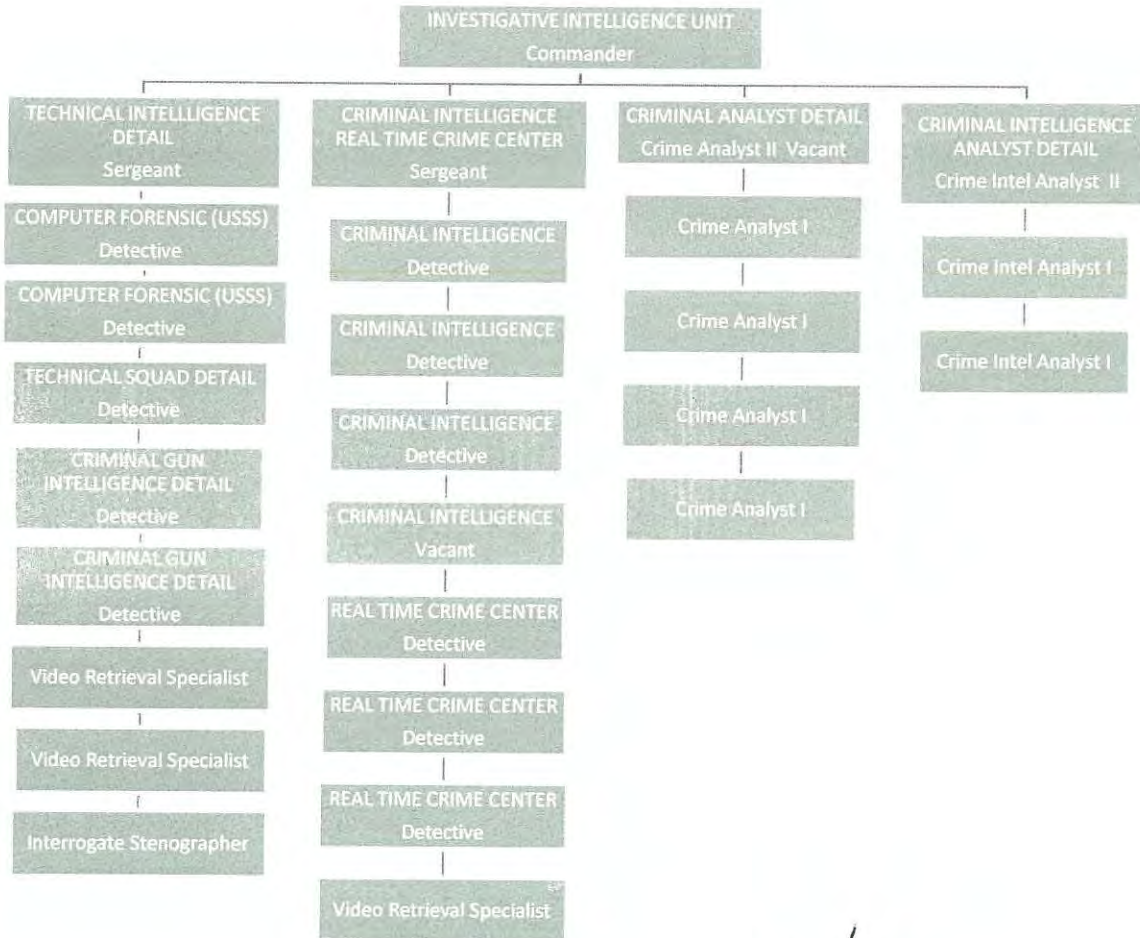 INVESTIGATIVE INTELLIGENCE UNIT
Commander
TECHNICAL INTELLLIGENCE
DETAIL
Sergeant
COMPUTER FORENSIC (USSS)
Detective
COMPUTER FORENSIC (USSS)
Detective
TECHNICAL SQUAD DETAIL
Detective
CRIMINAL GUN
INTELLIGENCE DETAIL
Detective
CRIMINAL GUN
INTELLIGENCE DETAIL
Detective
Video Retrieval Specialist
Video Retrieval Specialist
Interrogate Stenographer
CRIMINAL INTELLIGENCE
REAL TIME CRIME CENTER
Sergeant
CRIMINAL INTELLIGENCE
Detective
CRIMINAL INTELLIGENCE
Detective
CRIMINAL INTELLIGENCE
Detective
CRIMINAL INTELLIGENCE
Vacant
REAL TIME CRIME CENTER
Detective
REAL TIME CRIME CENTER
Detective
REAL TIME CRIME CENTER
Detective
Video Retrieval Specialist
CRIMINAL ANALYST DETAIL
Crime Analyst II Vacant
Crime Analyst I
Crime Analyst I
Crime Analyst I
Crime Analyst I
CRIMINAL INTELLIGENCE
ANALYST DETAIL
Crime Intel Analyst II
Crime Intel Analyst I
Crime Intel Analyst I